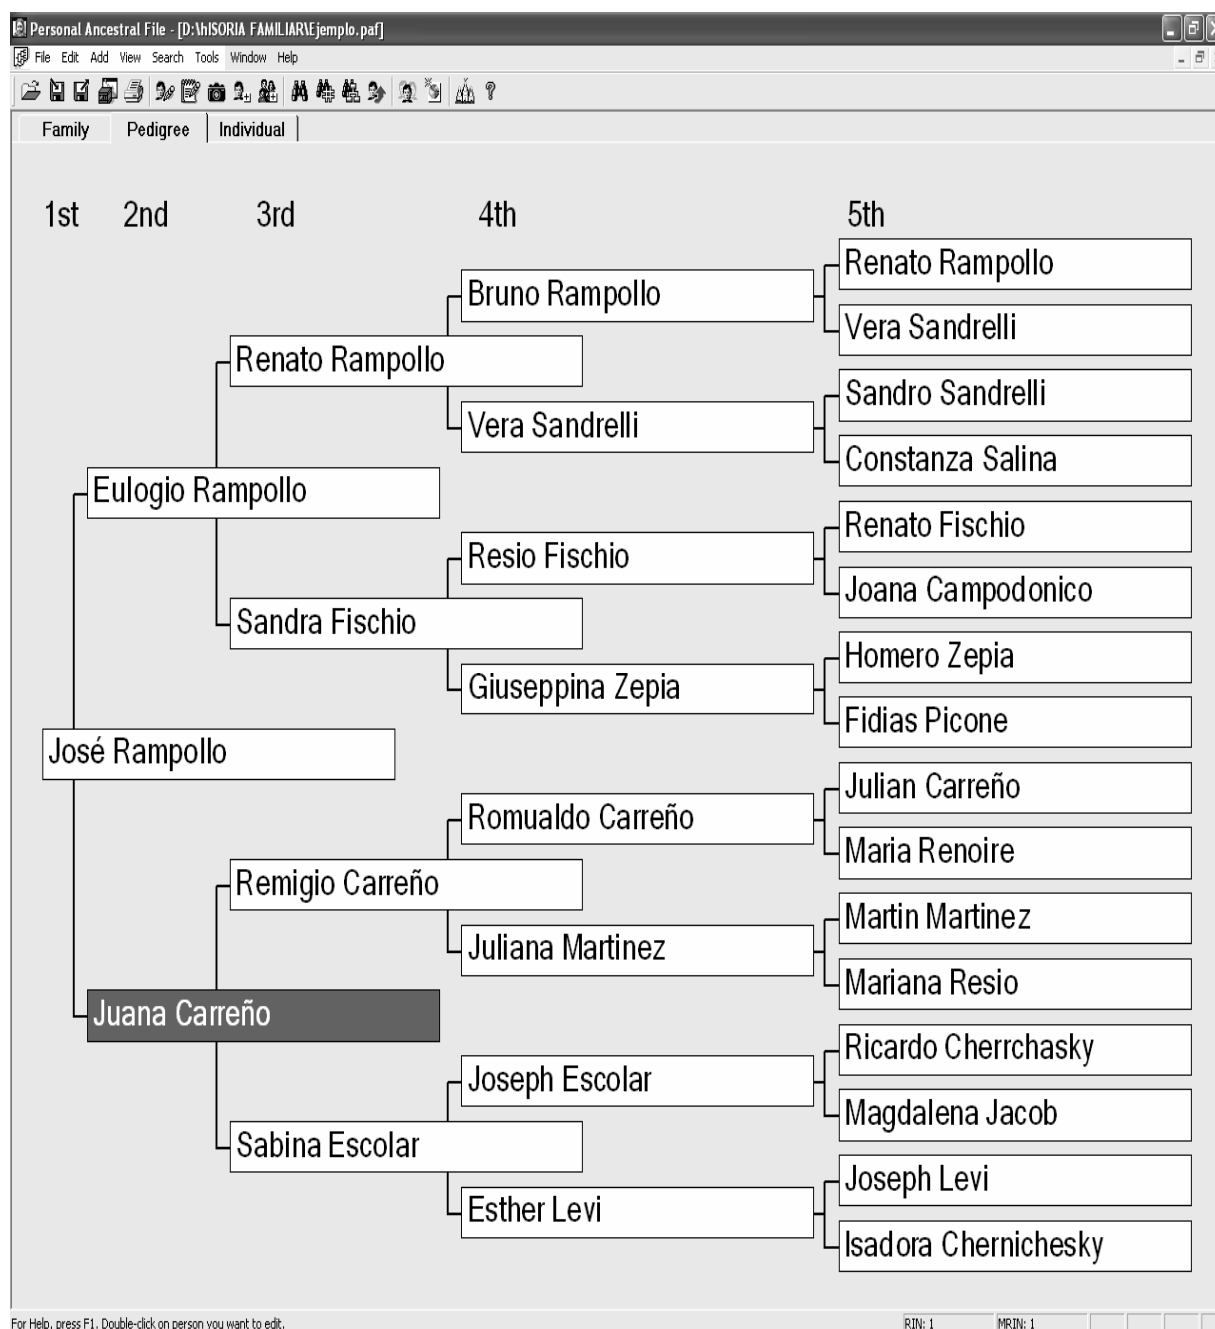 Personal Ancestral File - [D:\hISORIA FAMILIAR\Ejemplo.paf]
File Edit Add View Search Tools Window Help
Family Pedigree Individual
1st 2nd 3rd 4th 5th
Renato Rampollo
Bruno Rampollo
Vera Sandrelli
Renato Rampollo
Sandro Sandrelli
Vera Sandrelli
Constanza Salina
Eulogio Rampollo
Renato Fischio
Resio Fischio
Joana Campodonico
Sandra Fischio
Homero Zepia
Giuseppina Zepia
Fidias Picone
José Rampollo
Julian Carreño
Romualdo Carreño
Maria Renoire
Remigio Carreño
Martin Martinez
Juliana Martinez
Mariana Resio
Juana Carreño
Ricardo Cherrchasky
Joseph Escolar
Magdalena Jacob
Sabina Escolar
Joseph Levi
Esther Levi
Isadora Chernichesky
For Help, press F1. Double-click on person you want to edit. RIN: 1 MRIN: 1